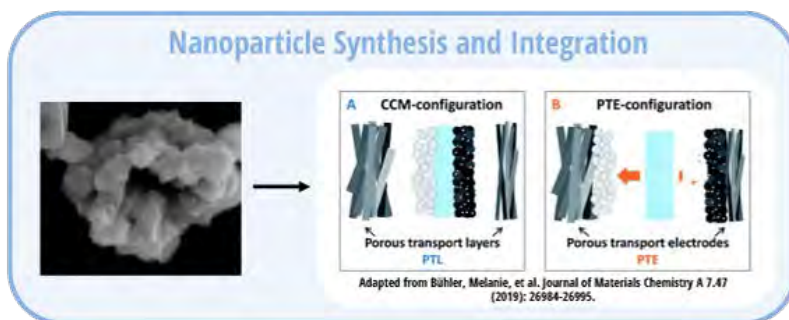 Nanoparticle Synthesis and Integration
A CCM-configuration
B PTE-configuration
Porous transport layers
PTL
Porous transport electrodes
PTE
Adapted from Bühler, Melanie, et al. Journal of Materials Chemistry A 7.47
(2019): 26984-26995.